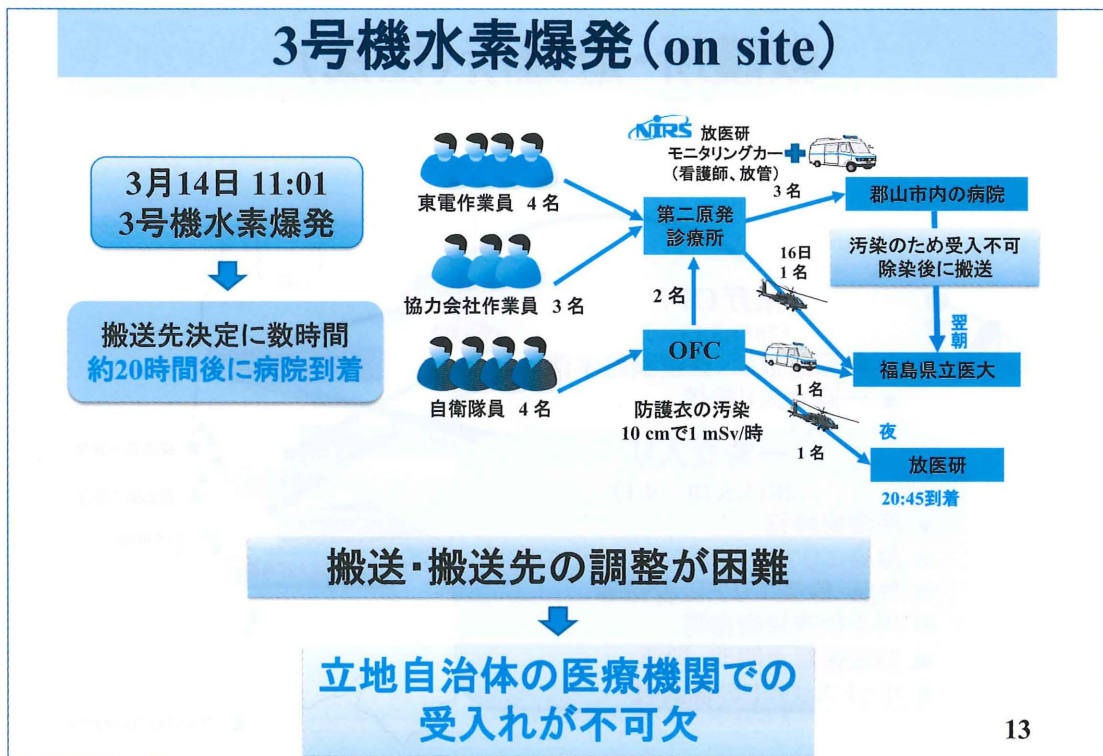 3号機水素爆発(on site)
3月14日 11:01
3号機水素爆発
搬送先決定に数時間
約20時間後に病院到着
東電作業員 4 名
協力会社作業員 3 名
自衛隊員 4 名
NIRS 放医研
モニタリングカー
(看護師、放管)
3 名
第二原発
診療所
郡山市内の病院
汚染のため受入不可
除染後に搬送
16日
1 名
2 名
翌朝
OFC
福島県立医大
1 名
防護衣の汚染
10 cmで1 mSv/時
1 名
夜
放医研
20:45到着
搬送・搬送先の調整が困難
立地自治体の医療機関での
受入れが不可欠
13